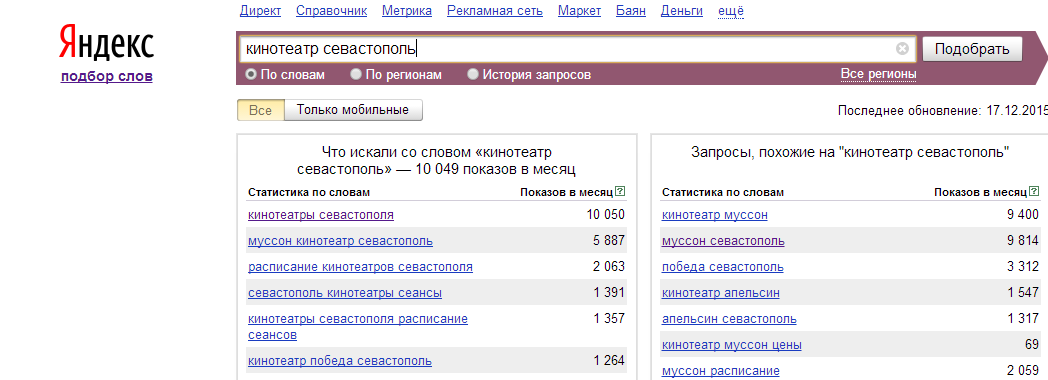 Директ Справочник Метрика Рекламная сеть Маркет Баян Деньги ещё
Яндекс
подбор слов
кинотеатр севастополь
Подобрать
По словам По регионам История запросов Все регионы
Все Только мобильные
Последнее обновление: 17.12.2015
Что искали со словом «кинотеатр
севастополь» — 10 049 показов в месяц
Статистика по словам Показов в месяц ?
кинотеатры севастополя 10 050
муссон кинотеатр севастополь 5 887
расписание кинотеатров севастополя 2 063
севастополь кинотеатры сеансы 1 391
кинотеатры севастополя расписание 1 357
сеансов
кинотеатр победа севастополь 1 264
Запросы, похожие на "кинотеатр севастополь"
Статистика по словам Показов в месяц ?
кинотеатр муссон 9 400
муссон севастополь 9 814
победа севастополь 3 312
кинотеатр апельсин 1 547
апельсин севастополь 1 317
кинотеатр муссон цены 69
муссон расписание 2 059